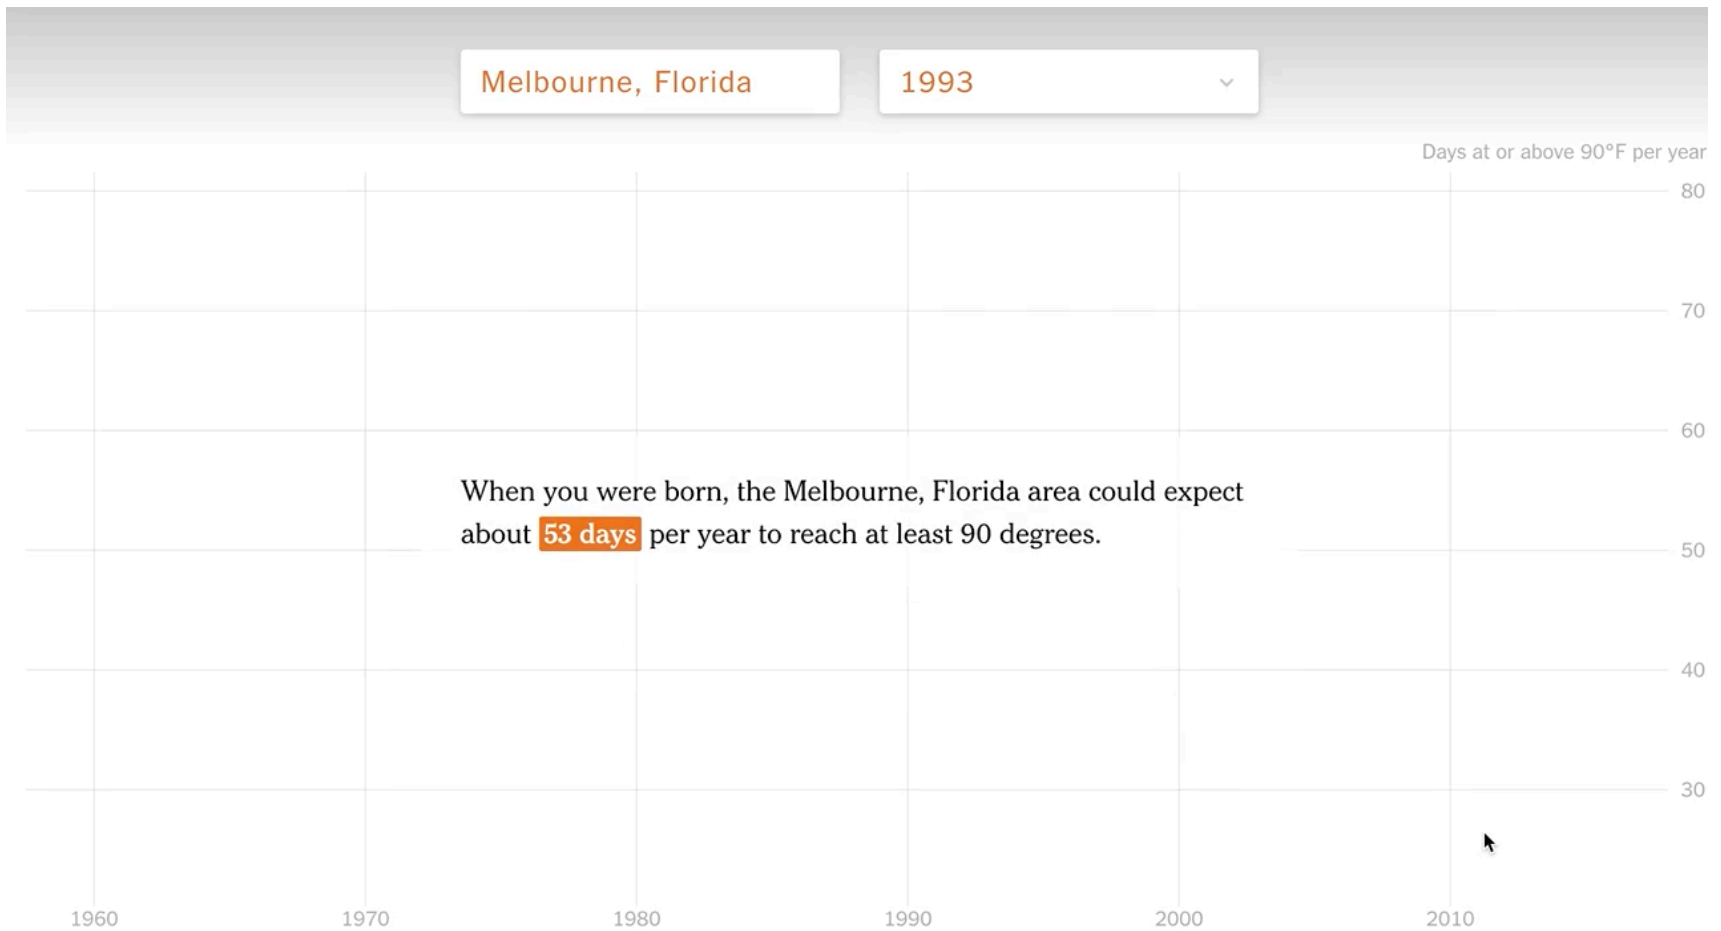 Melbourne, Florida
1993
Days at or above 90°F per year
80
70
60
When you were born, the Melbourne, Florida area could expect
about 53 days per year to reach at least 90 degrees.
50
40
30
1960 1970 1980 1990 2000 2010